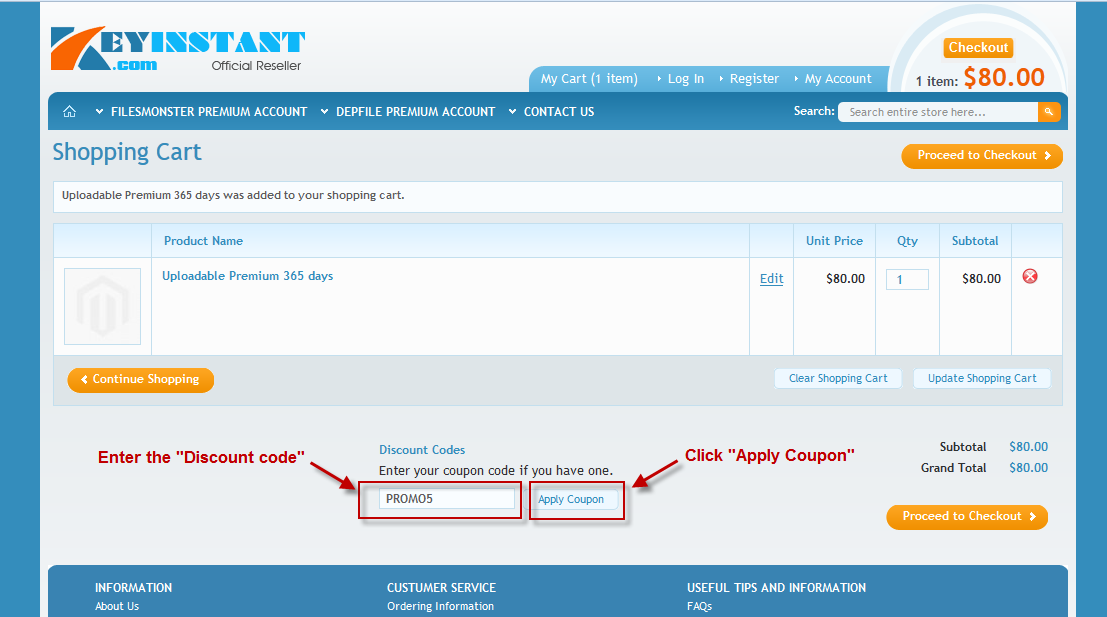 KEYINSTANT
.com
Official Reseller
Checkout
1 item: $80.00
My Cart (1 item) Log In Register My Account
FILESMONSTER PREMIUM ACCOUNT DEPFILE PREMIUM ACCOUNT CONTACT US Search: Search entire store here...
Shopping Cart
Proceed to Checkout
Uploadable Premium 365 days was added to your shopping cart.
Product Name Unit Price Qty Subtotal
Uploadable Premium 365 days Edit $80.00 1 $80.00
Continue Shopping Clear Shopping Cart Update Shopping Cart
Enter the "Discount code"
Discount Codes
Enter your coupon code if you have one.
PROMO5 Apply Coupon
Click "Apply Coupon"
Subtotal $80.00
Grand Total $80.00
Proceed to Checkout
INFORMATION CUSTUMER SERVICE USEFUL TIPS AND INFORMATION
About Us Ordering Information FAQs